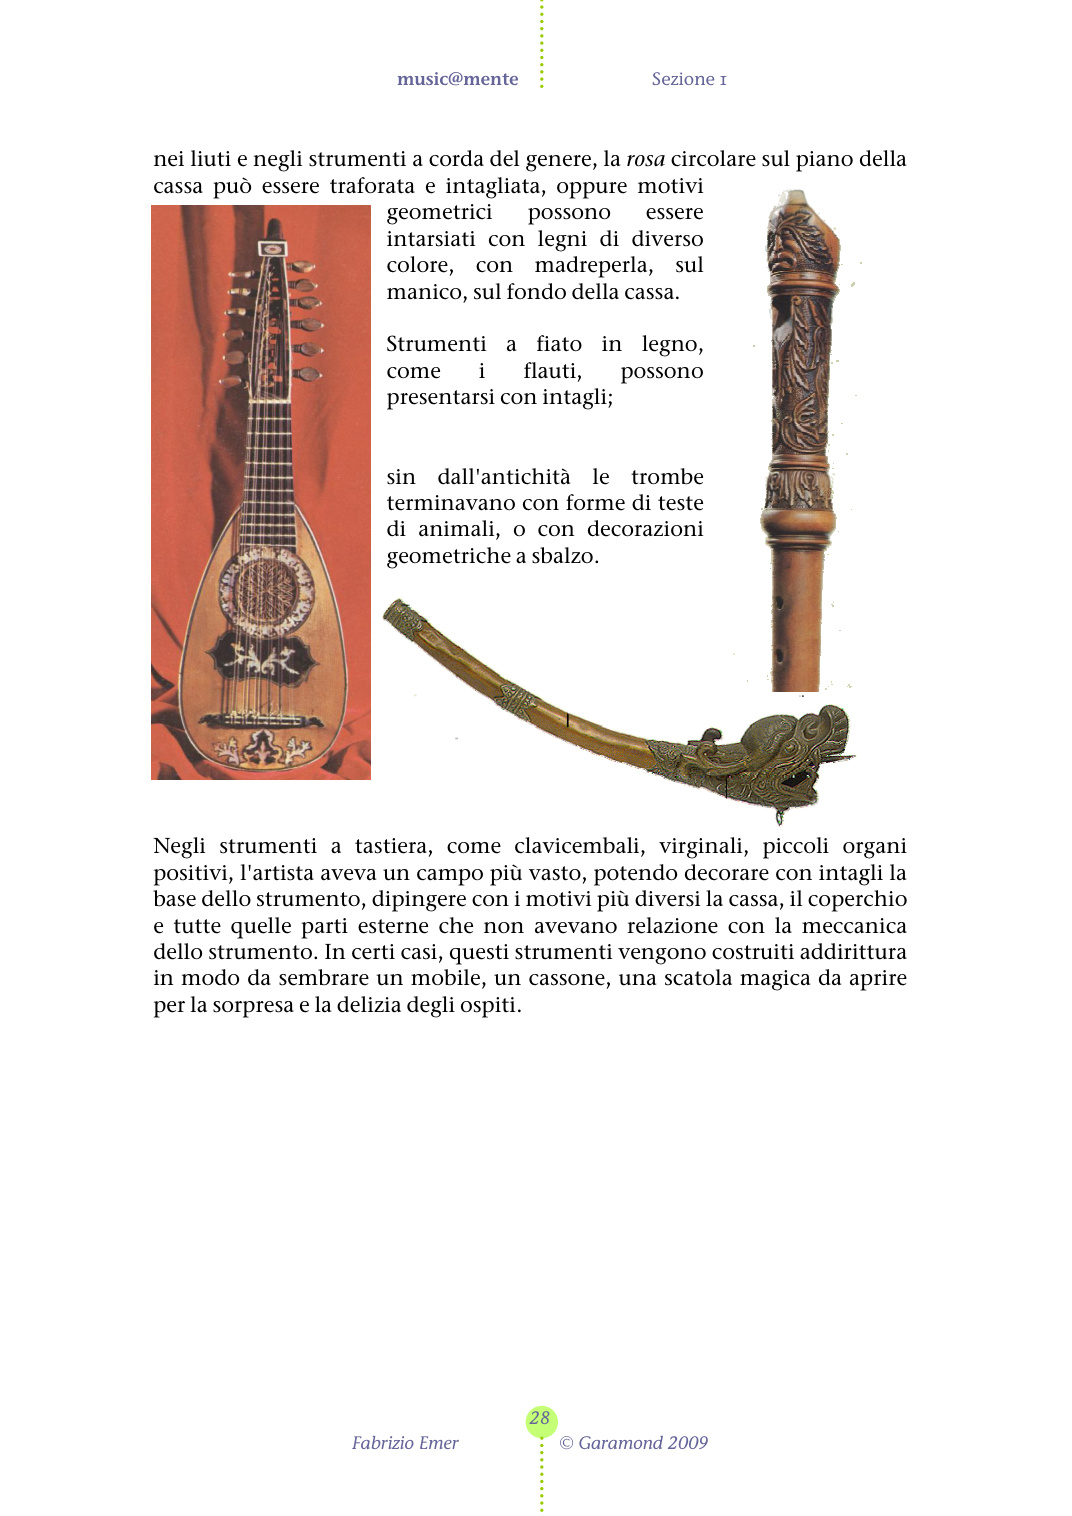 music@mente
Sezione 1
nei liuti e negli strumenti a corda del genere, la rosa circolare sul piano della
cassa può essere traforata e intagliata, oppure motivi
geometrici possono essere
intarsiati con legni di diverso
colore, con madreperla, sul
manico, sul fondo della cassa.
Strumenti a fiato in legno,
come i flauti, possono
presentarsi con intagli;
sin dall'antichità le trombe
terminavano con forme di teste
di animali, o con decorazioni
geometriche a sbalzo.
Negli strumenti a tastiera, come clavicembali, virginali, piccoli organi
positivi, l'artista aveva un campo più vasto, potendo decorare con intagli la
base dello strumento, dipingere con i motivi più diversi la cassa, il coperchio
e tutte quelle parti esterne che non avevano relazione con la meccanica
dello strumento. In certi casi, questi strumenti vengono costruiti addirittura
in modo da sembrare un mobile, un cassone, una scatola magica da aprire
per la sorpresa e la delizia degli ospiti.
28
Fabrizio Emer
© Garamond 2009